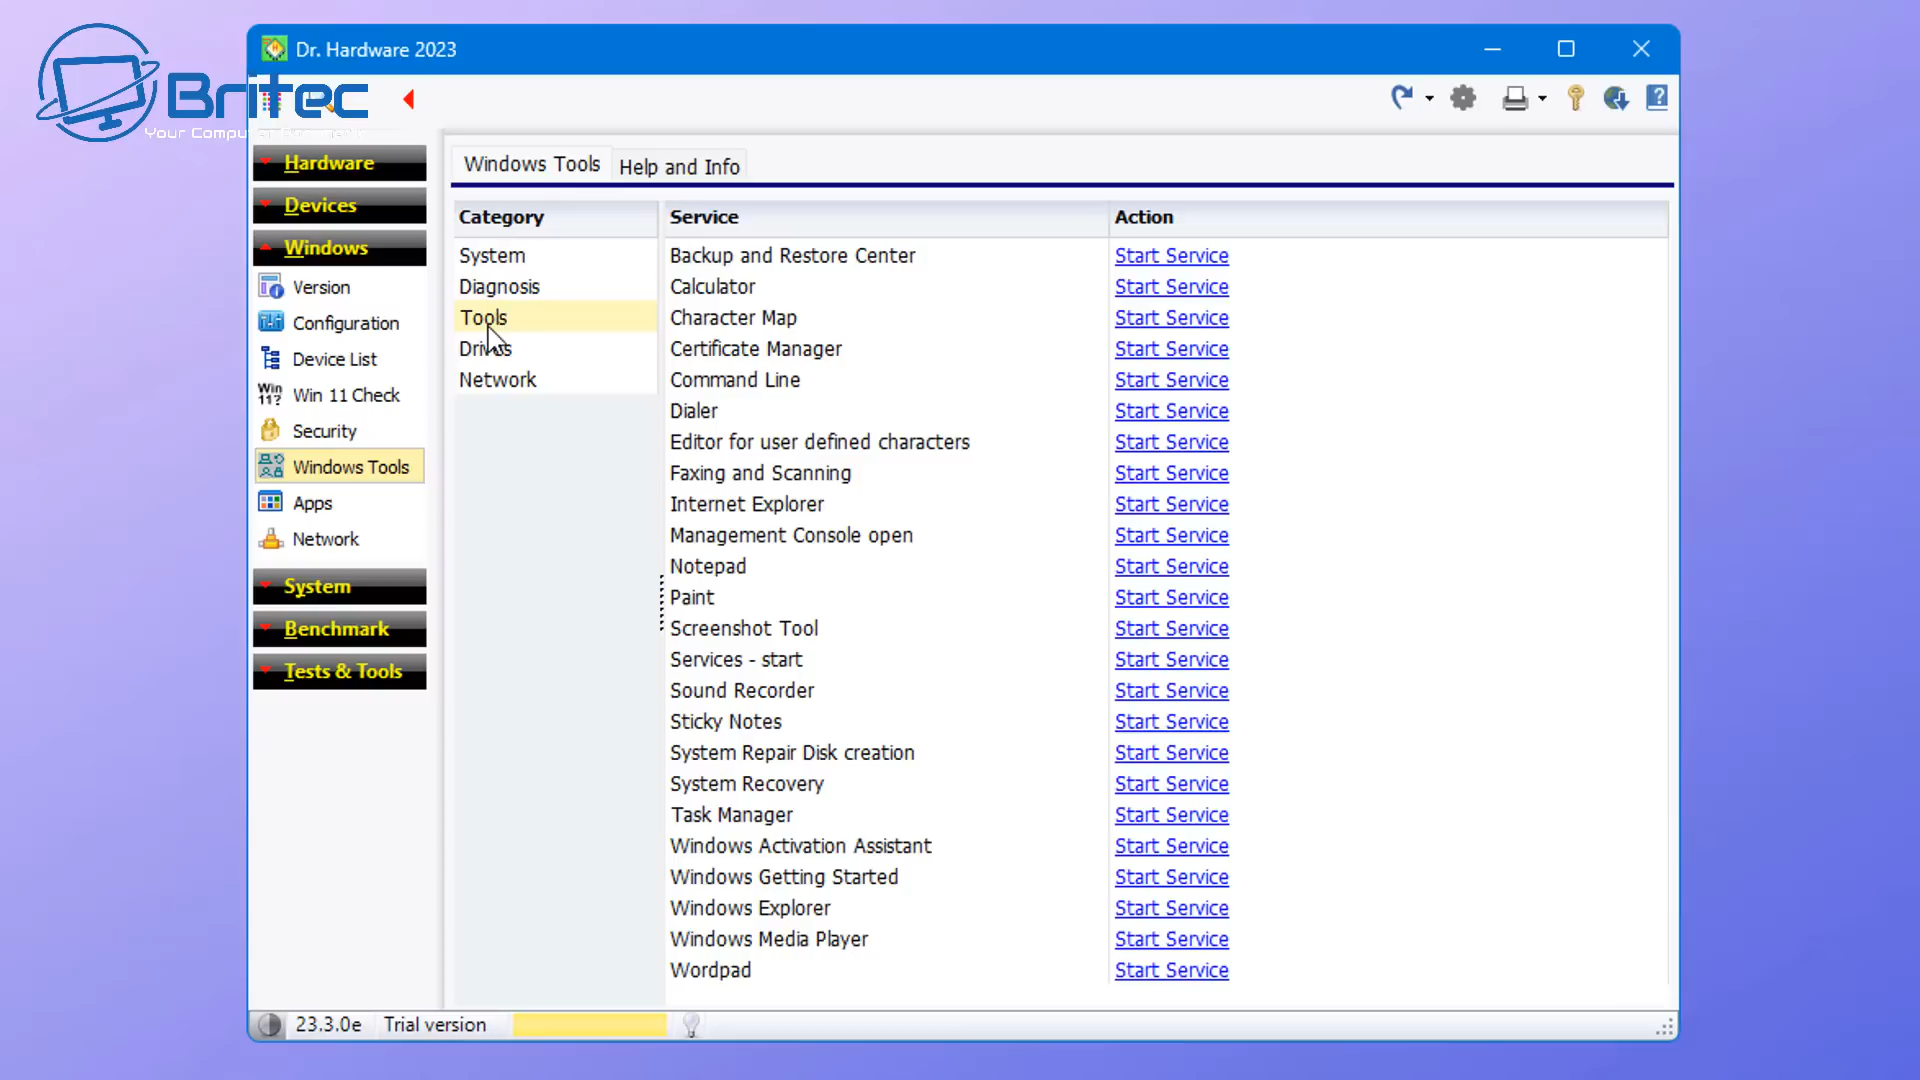 Dr. Hardware 2023
Britec
Your Compu
Hardware
Devices
Windows
Version
Configuration
Device List
Win 11?
Win 11 Check
Security
Windows Tools
Apps
Network
System
Benchmark
Tests & Tools
Windows Tools
Help and Info
Category Service Action
System
Diagnosis
Tools
Drives
Network
Backup and Restore Center Start Service
Calculator Start Service
Character Map Start Service
Certificate Manager Start Service
Command Line Start Service
Dialer Start Service
Editor for user defined characters Start Service
Faxing and Scanning Start Service
Internet Explorer Start Service
Management Console open Start Service
Notepad Start Service
Paint Start Service
Screenshot Tool Start Service
Services - start Start Service
Sound Recorder Start Service
Sticky Notes Start Service
System Repair Disk creation Start Service
System Recovery Start Service
Task Manager Start Service
Windows Activation Assistant Start Service
Windows Getting Started Start Service
Windows Explorer Start Service
Windows Media Player Start Service
Wordpad Start Service
23.3.0e Trial version